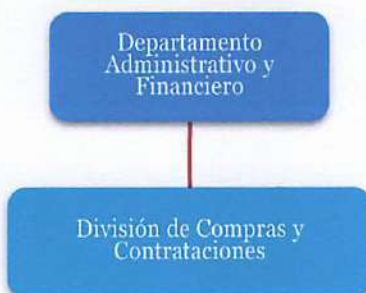 Departamento
Administrativo y
Financiero
División de Compras y
Contrataciones